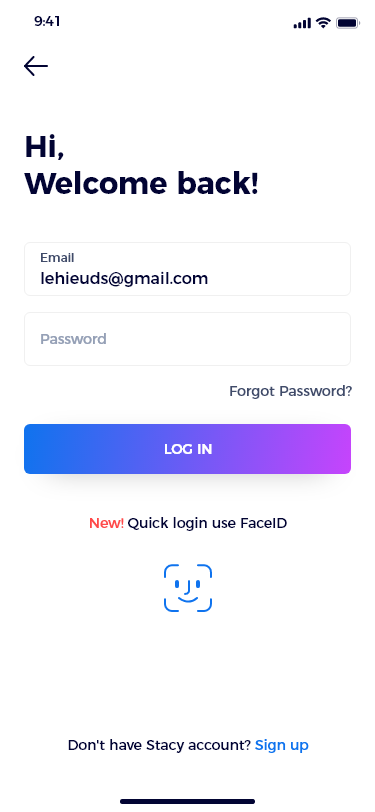 9:41
Hi,
Welcome back!
Email
lehieuds@gmail.com
Password
Forgot Password?
LOG IN
New! Quick login use FaceID
Don't have Stacy account? Sign up